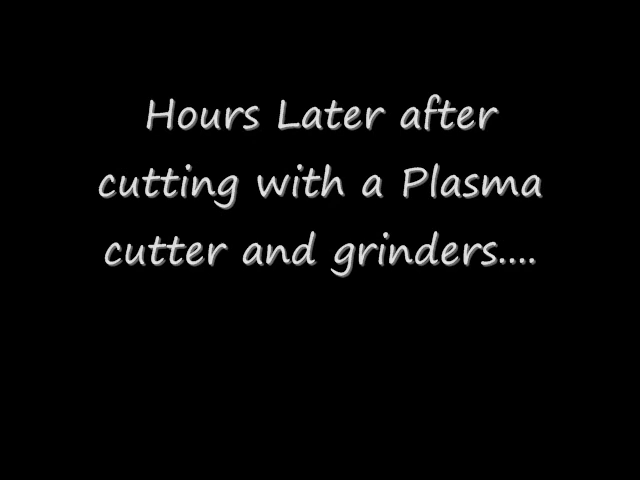 Hours Later after
cutting with a Plasma
cutter and grinders....